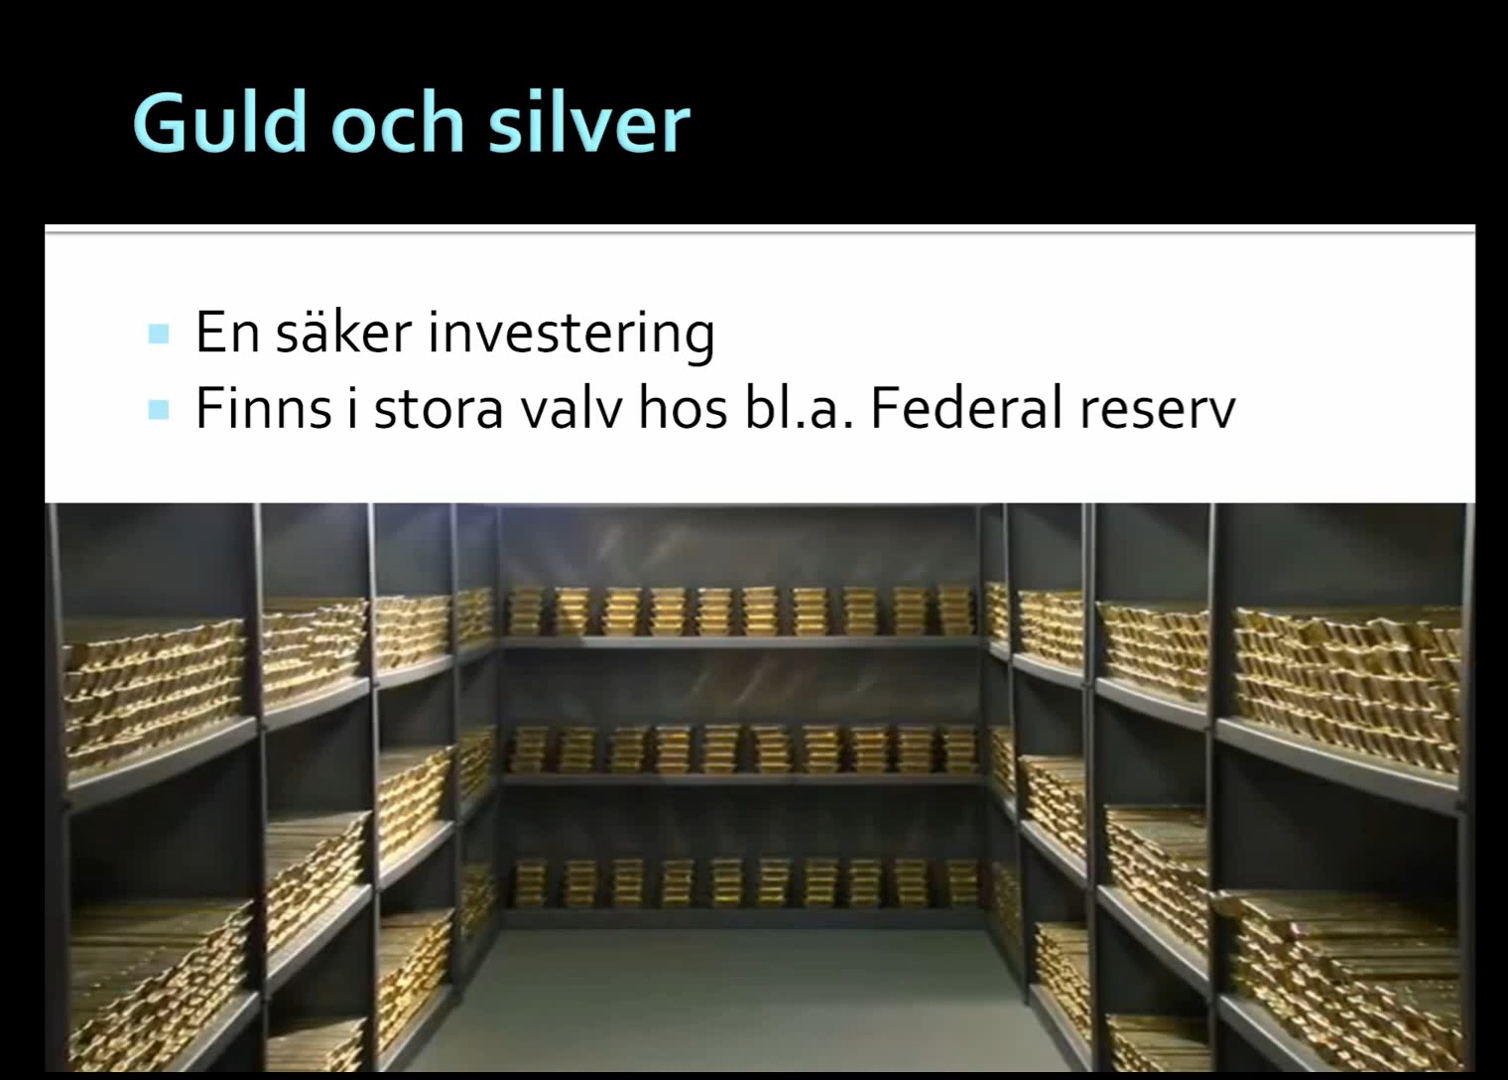 Guld och silver
En säker investering
Finns i stora valv hos bl.a. Federal reserv